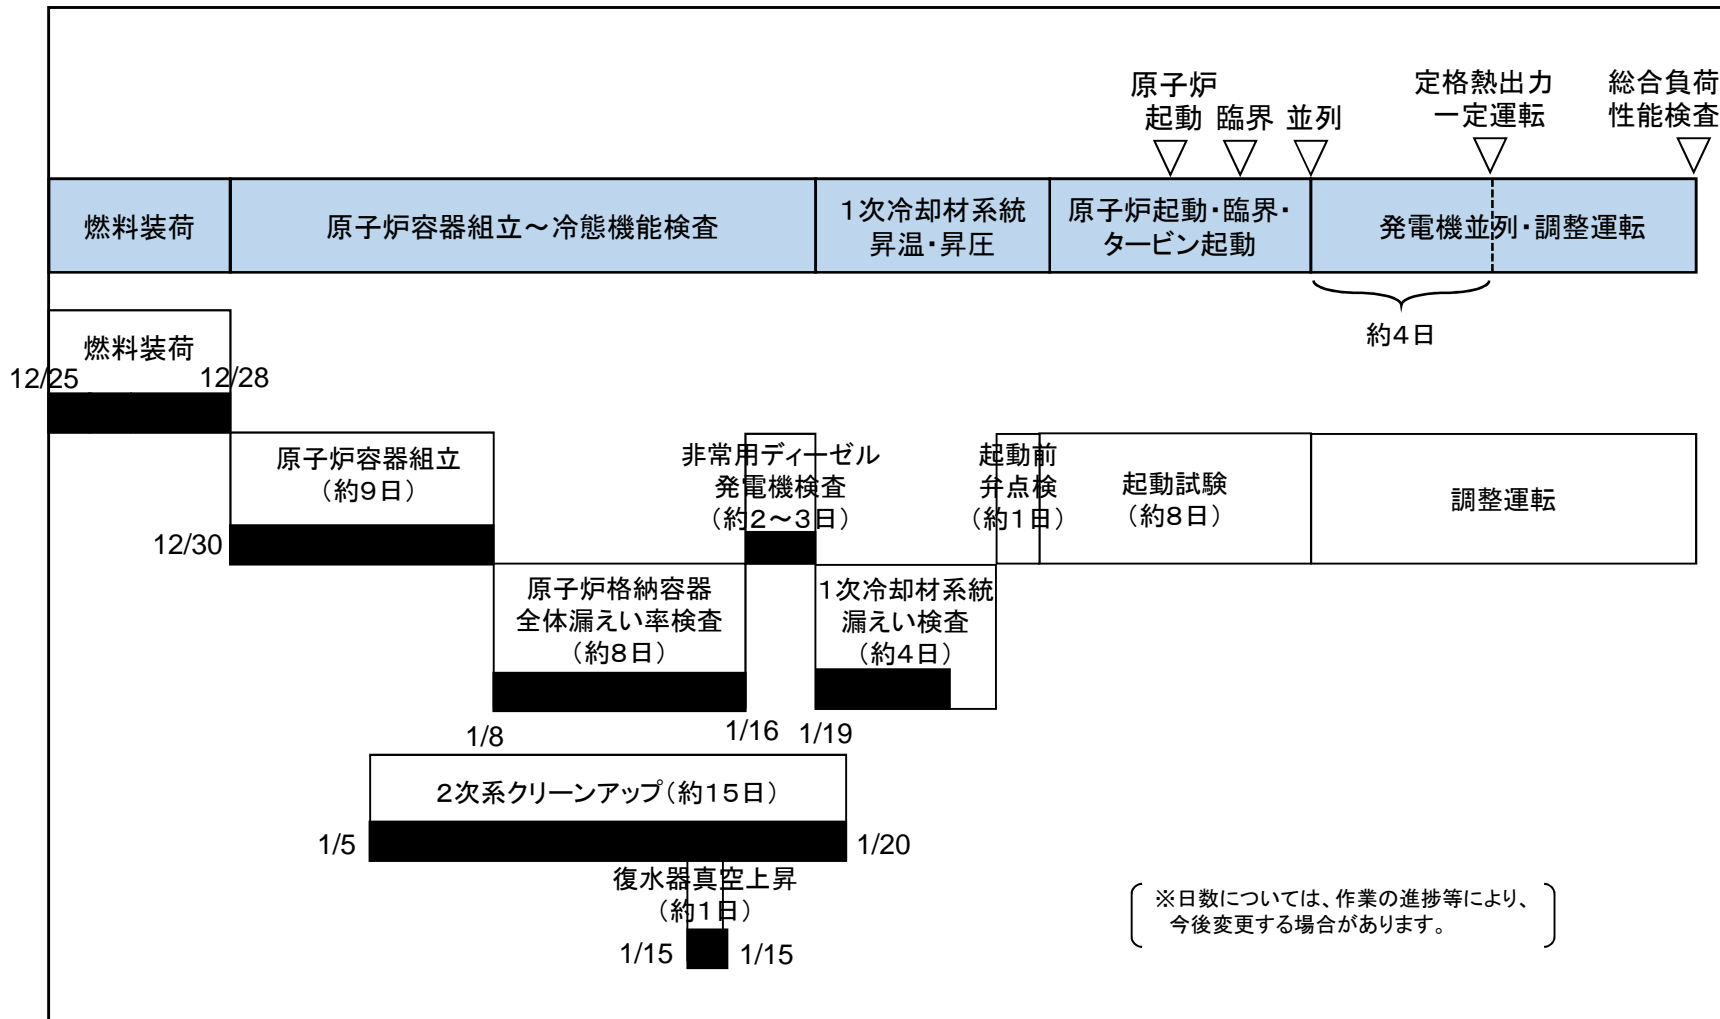 原子炉
起動
臨界
並列
定格熱出力
一定運転
総合負荷
性能検査
燃料装荷
原子炉容器組立～冷態機能検査
１次冷却材系統
昇温・昇圧
原子炉起動・臨界・
タービン起動
発電機並列・調整運転
約４日
燃料装荷
12/25
12/28
原子炉容器組立
（約９日）
12/30
非常用ディーゼル
発電機検査
（約２～３日）
起動前
弁点検
（約１日）
起動試験
（約８日）
調整運転
原子炉格納容器
全体漏えい率検査
（約８日）
１次冷却材系統
漏えい検査
（約４日）
1/8
1/16
1/19
２次系クリーンアップ（約１５日）
1/5
1/20
復水器真空上昇
（約１日）
1/15
1/15
※日数については、作業の進捗等により、
今後変更する場合があります。